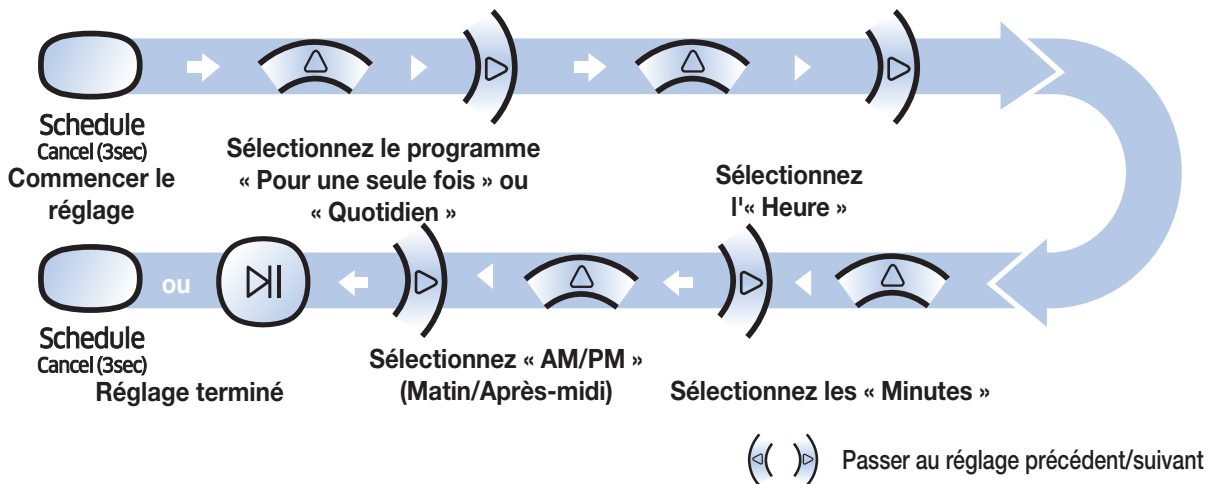 Schedule
Cancel (3sec)
Commencer le
réglage
Sélectionnez le programme
« Pour une seule fois » ou
« Quotidien »
Sélectionnez
l'« Heure »
Sélectionnez les « Minutes »
Sélectionnez « AM/PM »
(Matin/Après-midi)
ou
Schedule
Cancel (3sec)
Réglage terminé
Passer au réglage précédent/suivant